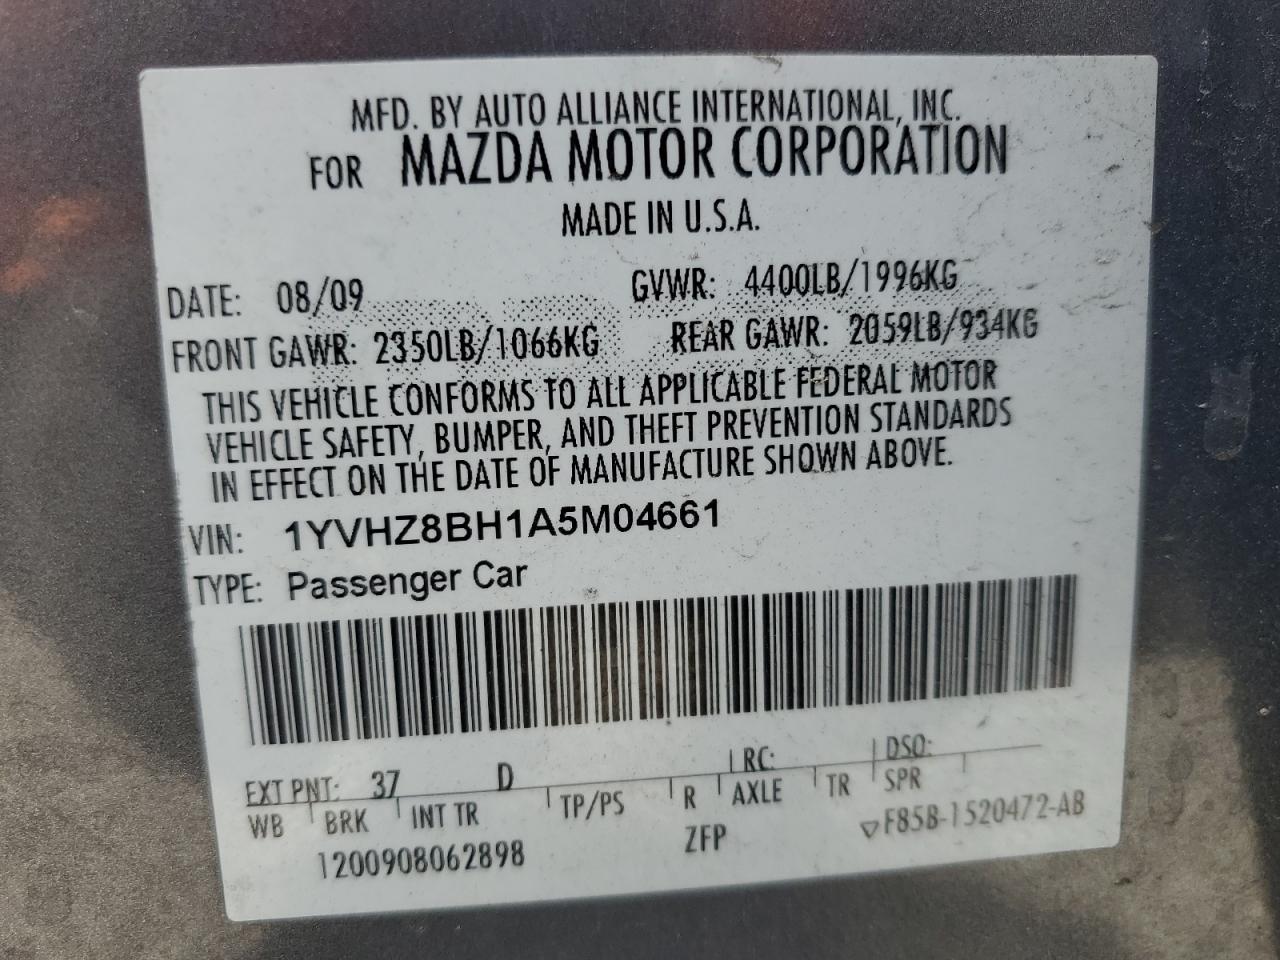 MFD. BY AUTO ALLIANCE INTERNATIONAL, INC.
FOR MAZDA MOTOR CORPORATION
MADE IN U.S.A.
DATE: 08/09 GVWR: 4400LB/1996KG
FRONT GAWR: 2350LB/1066KG REAR GAWR: 2059LB/934KG
THIS VEHICLE CONFORMS TO ALL APPLICABLE FEDERAL MOTOR
VEHICLE SAFETY, BUMPER, AND THEFT PREVENTION STANDARDS
IN EFFECT ON THE DATE OF MANUFACTURE SHOWN ABOVE.
VIN: 1YVHZ8BH1A5M04661
TYPE: Passenger Car
EXT PNT: 37 D RC: DSO:
WB BRK INT TR TP/PS R AXLE TR SPR
1200908062898 ZFP F85B-1520472-AB